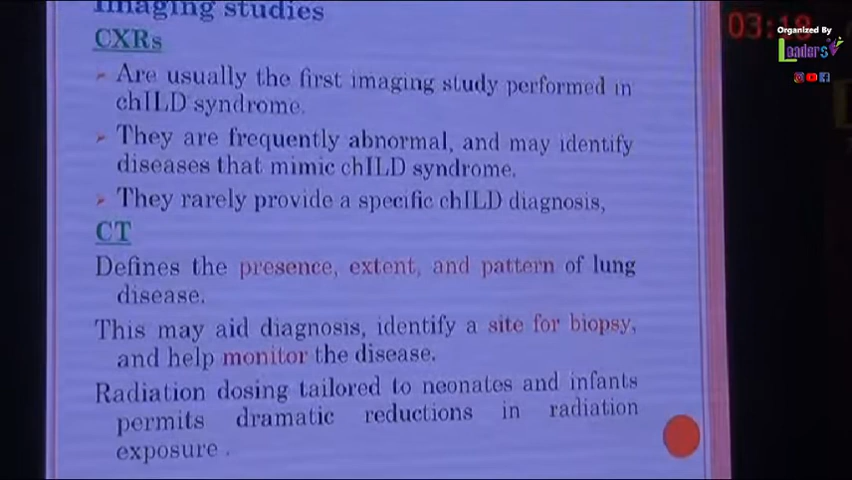 Imaging studies
CXRs
Are usually the first imaging study performed in
chILD syndrome.
They are frequently abnormal, and may identify
diseases that mimic chILD syndrome.
They rarely provide a specific chILD diagnosis,
CT
Defines the presence, extent, and pattern of lung
disease.
This may aid diagnosis, identify a site for biopsy,
and help monitor the disease.
Radiation dosing tailored to neonates and infants
permits dramatic reductions in radiation
exposure .
03:18
Organized By
Leaders